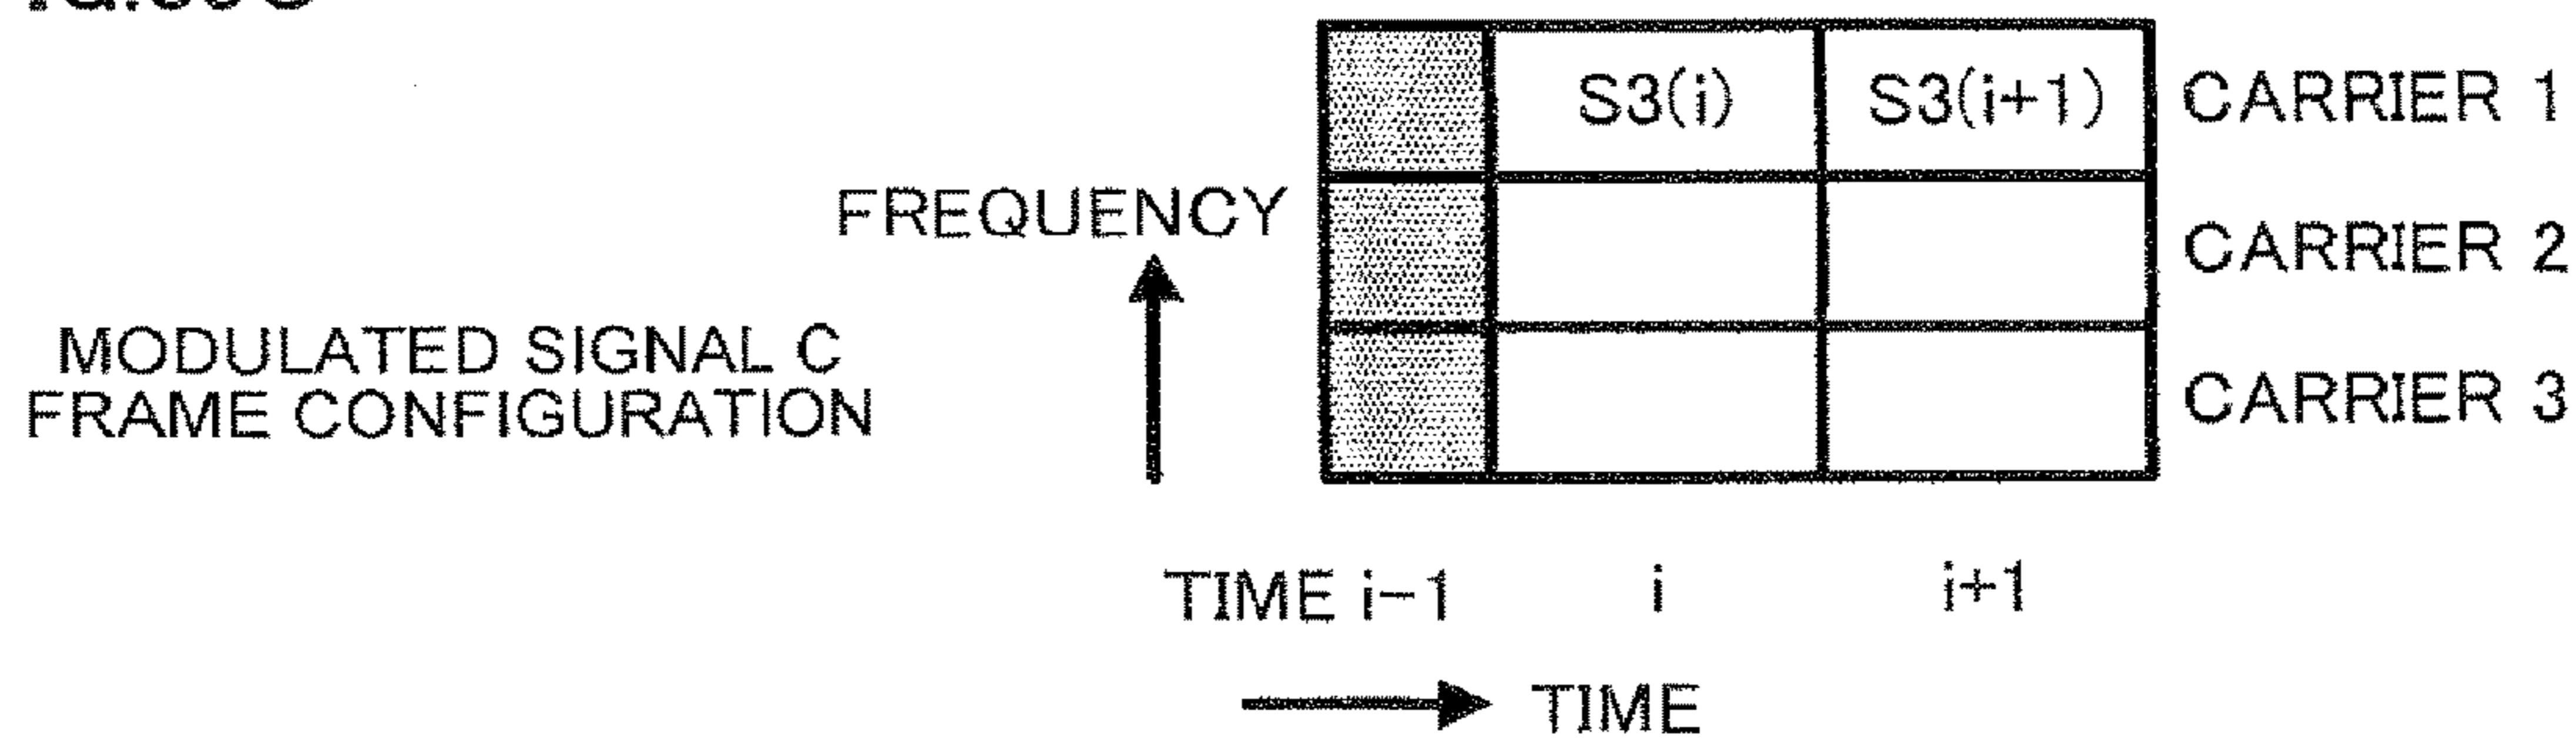 S3(i) S3(i+1) CARRIER 1
FREQUENCY
CARRIER 2
MODULATED SIGNAL C
FRAME CONFIGURATION
CARRIER 3
TIME i-1 i i+1
TIME